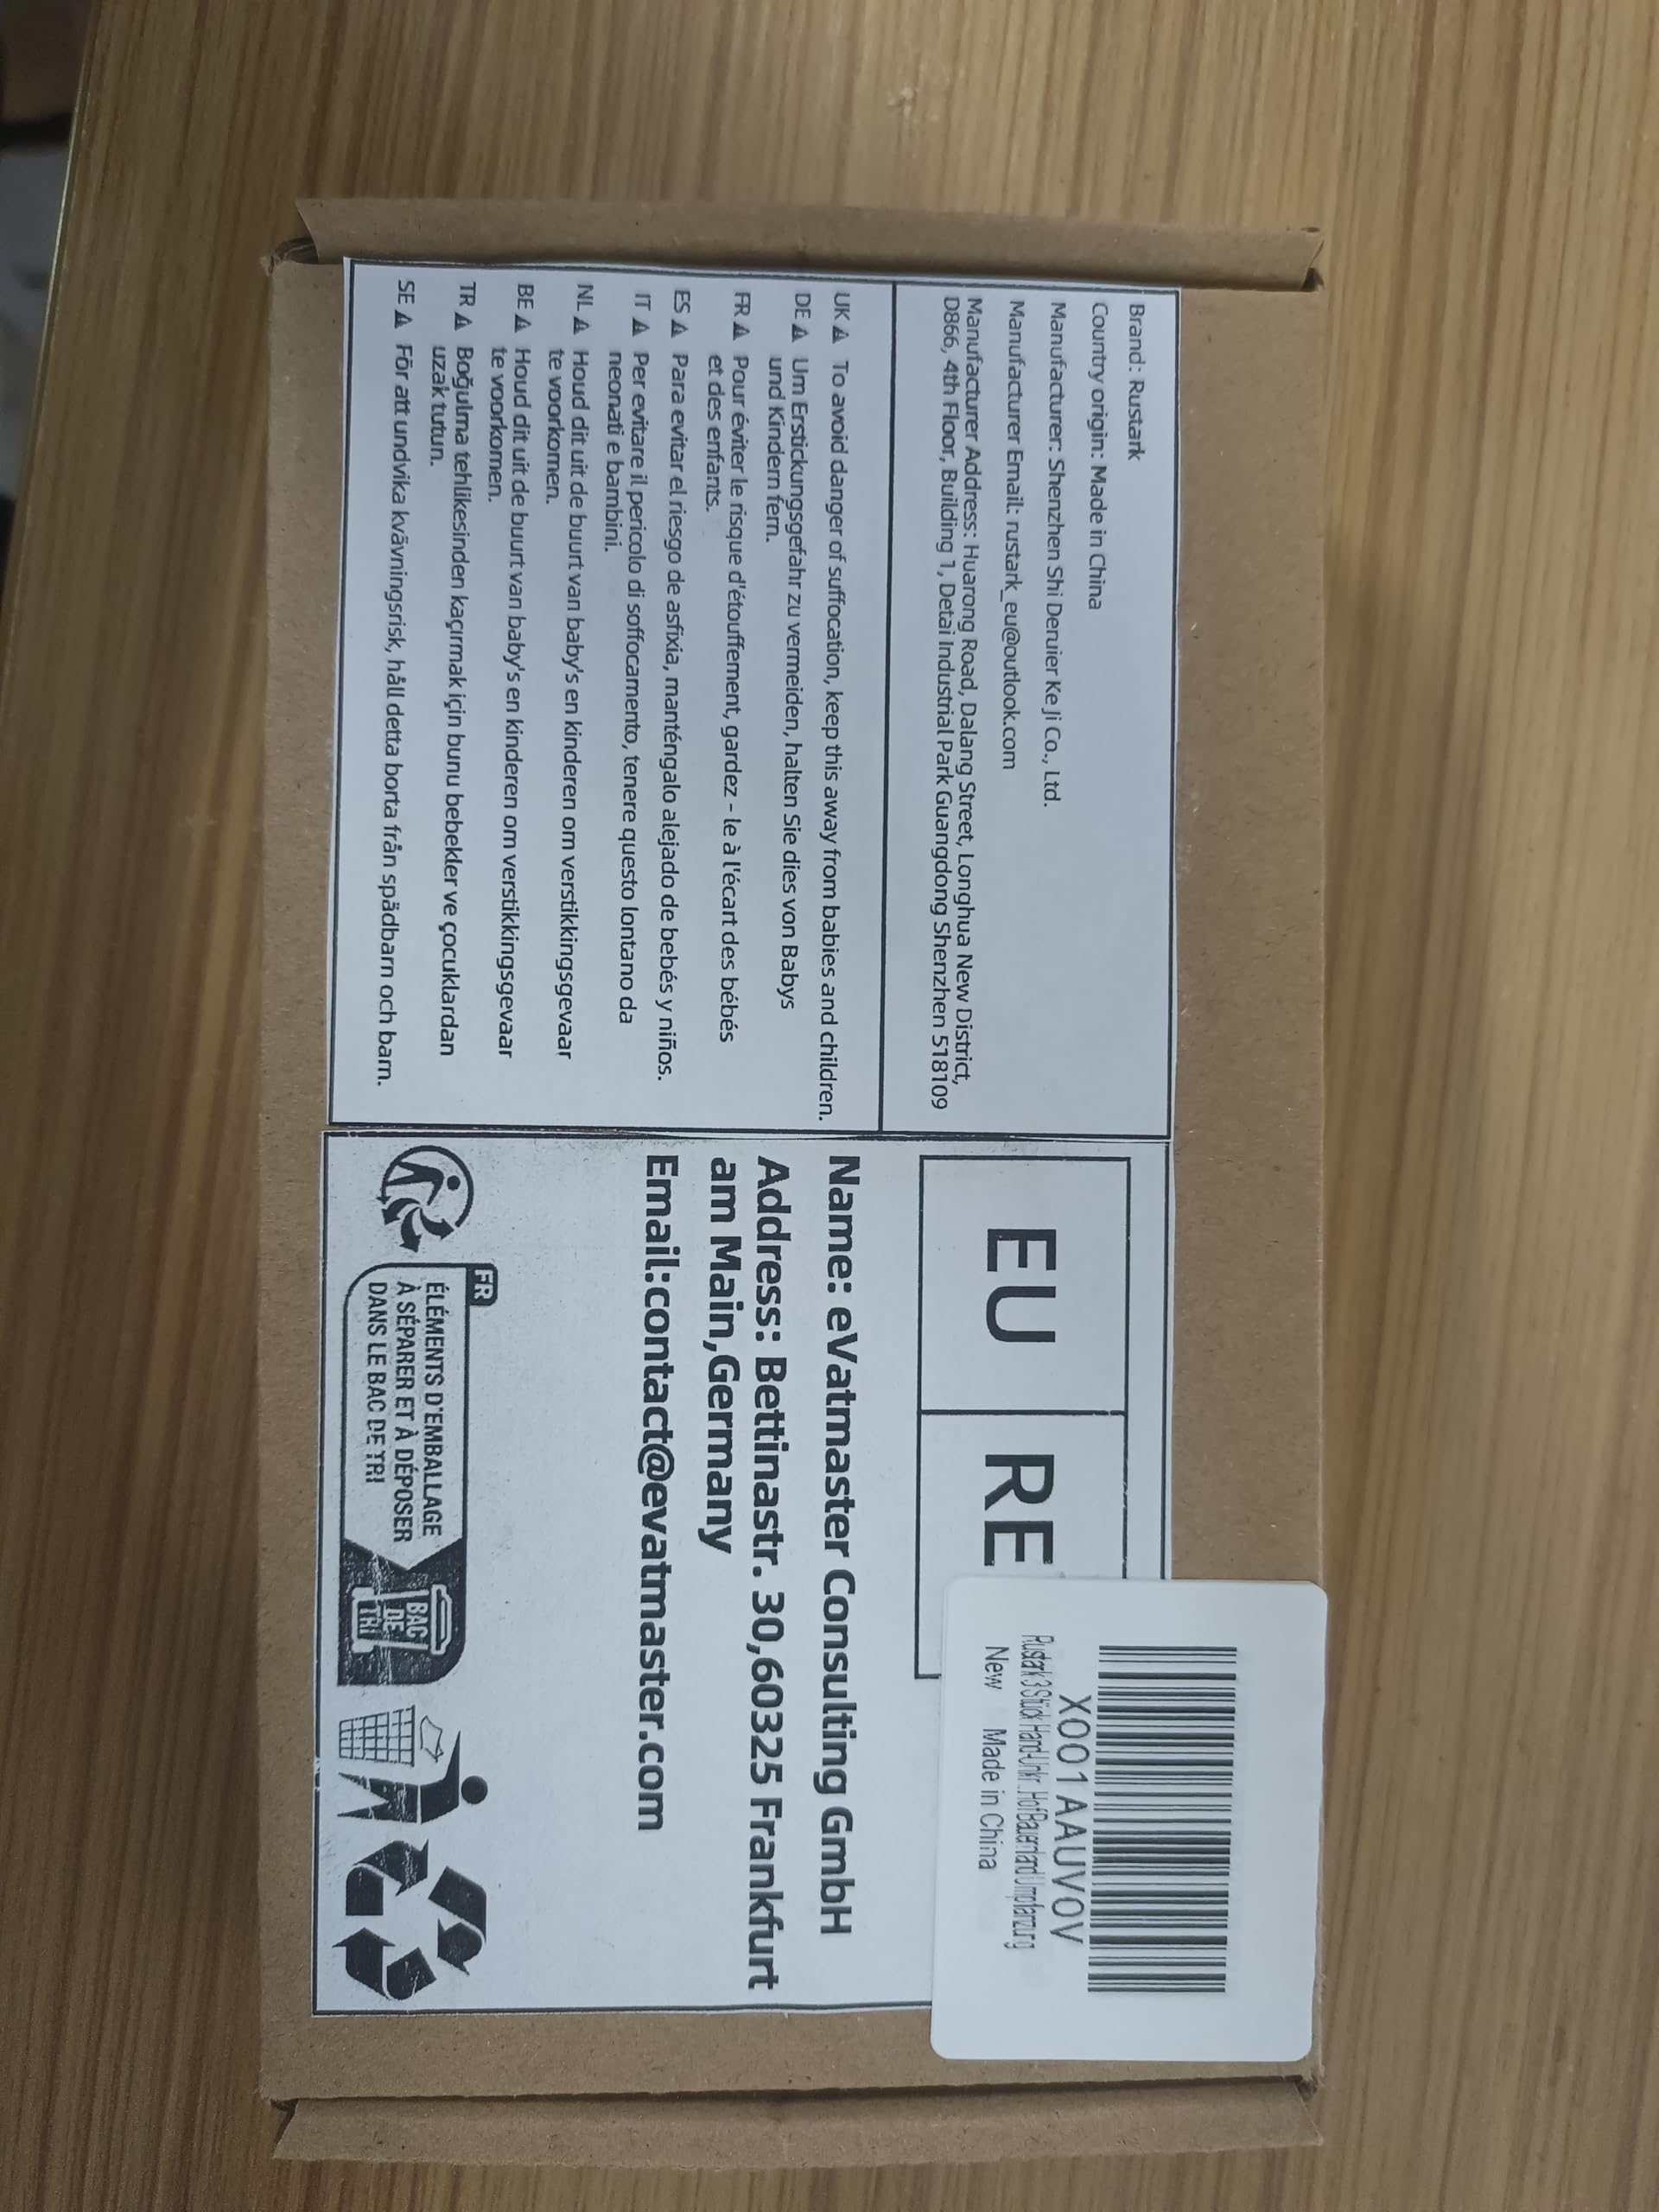 Brand: Rustark
Country origin: Made in China
Manufacturer: Shenzhen Shi Deruier Ke Ji Co., Ltd.
Manufacturer Email: rustark_eu@outlook.com
Manufacturer Address: Huarong Road, Dalang Street, Longhua New District,
D866, 4th Floor, Building 1, Detai Industrial Park Guangdong Shenzhen 518109
UK ⚠ To avoid danger of suffocation, keep this away from babies and children.
DE ⚠ Um Erstickungsgefahr zu vermeiden, halten Sie dies von Babys
und Kindern fern.
FR ⚠ Pour éviter le risque d'étouffement, gardez - le à l'écart des bébés
et des enfants.
ES ⚠ Para evitar el riesgo de asfixia, manténgalo alejado de bebés y niños.
IT ⚠ Per evitare il pericolo di soffocamento, tenere questo lontano da
neonati e bambini.
NL ⚠ Houd dit uit de buurt van baby's en kinderen om verstikkingsgevaar
te voorkomen.
BE ⚠ Houd dit uit de buurt van baby's en kinderen om verstikkingsgevaar
te voorkomen.
TR ⚠ Boğulma tehlikesinden kaçırmak için bunu bebekler ve çocuklardan
uzak tutun.
SE ⚠ För att undvika kvävningsrisk, håll detta borta från spädbarn och barn.
EU RE
Name: eVatmaster Consulting GmbH
Address: Bettinastr. 30,60325 Frankfurt
am Main,Germany
Email:contact@evatmaster.com
FR
ÉLÉMENTS D'EMBALLAGE
À SÉPARER ET À DÉPOSER
DANS LE BAC DE TRI
BAC
DE
TRI
X001AAUV0V
Rustark 3 Stück Hand-Unkr...Hof Bauernland Umpflanzung
New Made in China